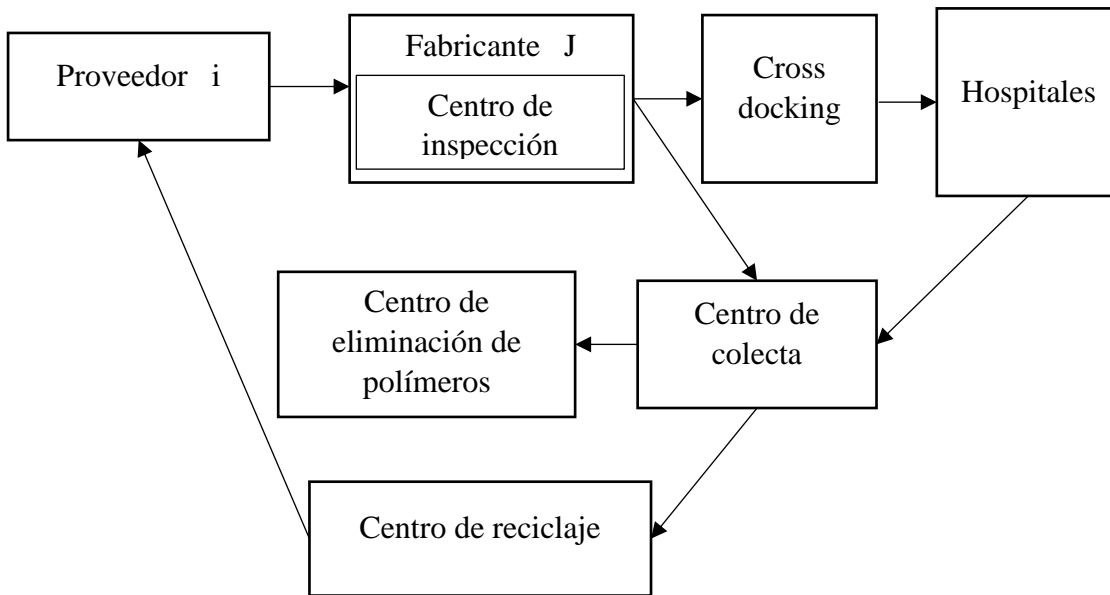 Proveedor i
Fabricante J
Centro de
inspección
Cross
docking
Hospitales
Centro de
eliminación de
polímeros
Centro de
colecta
Centro de reciclaje